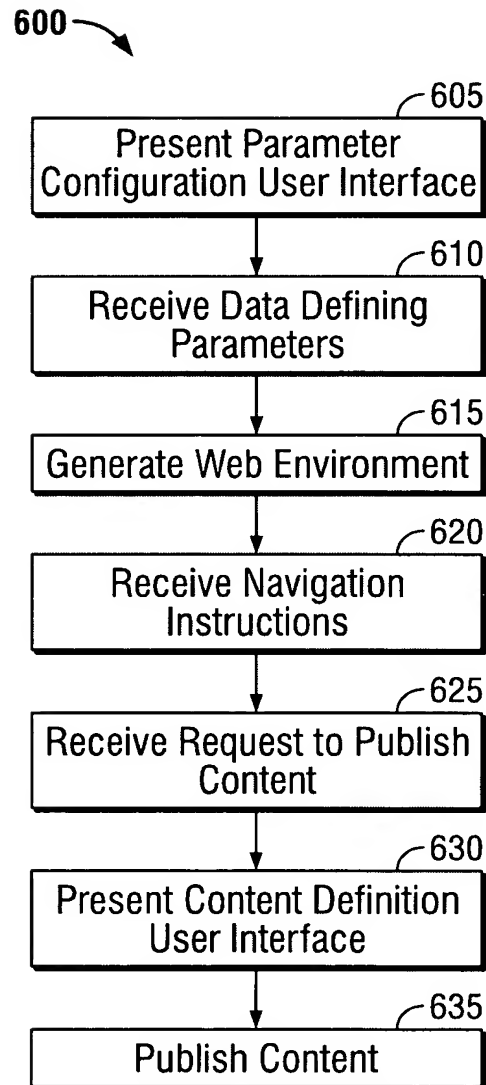 600
605
Present Parameter
Configuration User Interface
610
Receive Data Defining
Parameters
615
Generate Web Environment
620
Receive Navigation
Instructions
625
Receive Request to Publish
Content
630
Present Content Definition
User Interface
635
Publish Content